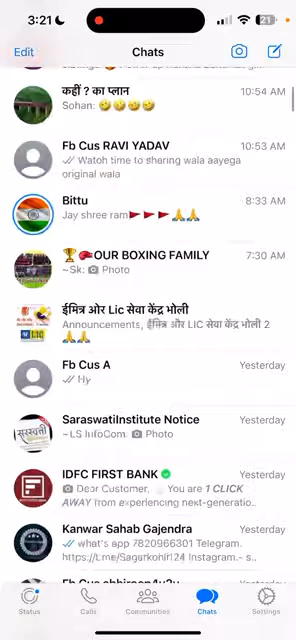 3:21
21
Edit
Chats
कहीं ? का प्लान
10:54 AM
Sohan: 🤣🤣🤣🤣
Fb Cus RAVI YADAV
10:53 AM
Watoh time to sharing wala aayega
original wala
Bittu
8:33 AM
Jay shree ram🚩🚩🚩🙏🙏
🏆🥊OUR BOXING FAMILY
7:30 AM
~Sk: 📷 Photo
ईमित्र ओर Lic सेवा केंद्र भोली
Announcements, ईमित्र ओर LIC सेवा केंद्र भोली 2
🙏🙏
Fb Cus A
Yesterday
Hy
SaraswatiInstitute Notice
Yesterday
~LS InfoCom: 📷 Photo
IDFC FIRST BANK
Yesterday
📷 Dear Customer, You are 1 CLICK
AWAY from experiencing next-generatio..
Kanwar Sahab Gajendra
Yesterday
what's app 7820966301 Telegram.
https://t.me/Sagarkohli124 Instagram.- s..
Yesterday
Status
Calls
Communities
Chats
Settings